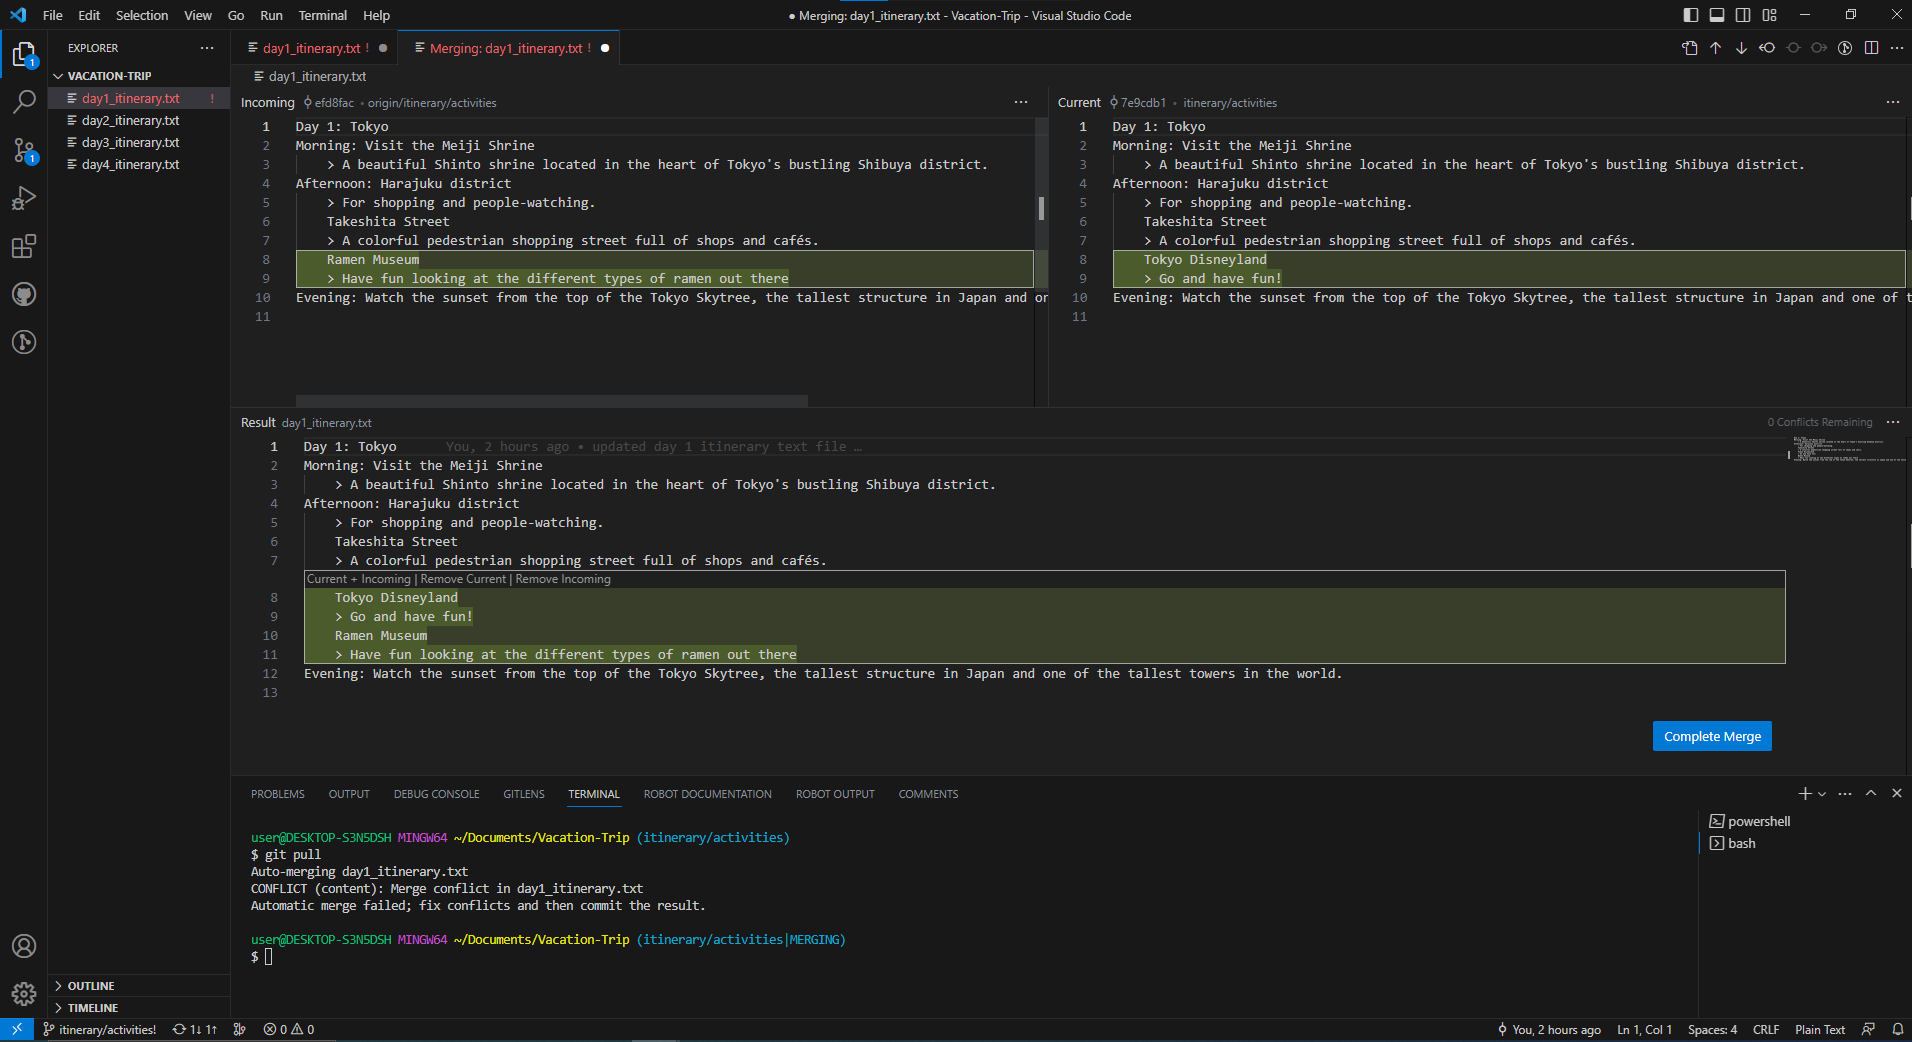 File Edit Selection View Go Run Terminal Help
● Merging: day1_itinerary.txt - Vacation-Trip - Visual Studio Code
EXPLORER
VACATION-TRIP
day1_itinerary.txt !
day2_itinerary.txt
day3_itinerary.txt
day4_itinerary.txt
1
1
day1_itinerary.txt ! ●
Merging: day1_itinerary.txt ! ●
day1_itinerary.txt
Incoming efd8fac • origin/itinerary/activities
1 Day 1: Tokyo
2 Morning: Visit the Meiji Shrine
3 > A beautiful Shinto shrine located in the heart of Tokyo's bustling Shibuya district.
4 Afternoon: Harajuku district
5 > For shopping and people-watching.
6 Takeshita Street
7 > A colorful pedestrian shopping street full of shops and cafés.
8 Ramen Museum
9 > Have fun looking at the different types of ramen out there
10 Evening: Watch the sunset from the top of the Tokyo Skytree, the tallest structure in Japan and or
11
Current 7e9cdb1 • itinerary/activities
1 Day 1: Tokyo
2 Morning: Visit the Meiji Shrine
3 > A beautiful Shinto shrine located in the heart of Tokyo's bustling Shibuya district.
4 Afternoon: Harajuku district
5 > For shopping and people-watching.
6 Takeshita Street
7 > A colorful pedestrian shopping street full of shops and cafés.
8 Tokyo Disneyland
9 > Go and have fun!
10 Evening: Watch the sunset from the top of the Tokyo Skytree, the tallest structure in Japan and one of t
11
Result day1_itinerary.txt
0 Conflicts Remaining
1 Day 1: Tokyo You, 2 hours ago • updated day 1 itinerary text file …
2 Morning: Visit the Meiji Shrine
3 > A beautiful Shinto shrine located in the heart of Tokyo's bustling Shibuya district.
4 Afternoon: Harajuku district
5 > For shopping and people-watching.
6 Takeshita Street
7 > A colorful pedestrian shopping street full of shops and cafés.
Current + Incoming | Remove Current | Remove Incoming
8 Tokyo Disneyland
9 > Go and have fun!
10 Ramen Museum
11 > Have fun looking at the different types of ramen out there
12 Evening: Watch the sunset from the top of the Tokyo Skytree, the tallest structure in Japan and one of the tallest towers in the world.
13
Complete Merge
PROBLEMS OUTPUT DEBUG CONSOLE GITLENS TERMINAL ROBOT DOCUMENTATION ROBOT OUTPUT COMMENTS
user@DESKTOP-S3N5DSH MINGW64 ~/Documents/Vacation-Trip (itinerary/activities)
$ git pull
Auto-merging day1_itinerary.txt
CONFLICT (content): Merge conflict in day1_itinerary.txt
Automatic merge failed; fix conflicts and then commit the result.
user@DESKTOP-S3N5DSH MINGW64 ~/Documents/Vacation-Trip (itinerary/activities|MERGING)
$
powershell
bash
OUTLINE
TIMELINE
itinerary/activities! 1↓ 1↑ 0 0
You, 2 hours ago Ln 1, Col 1 Spaces: 4 CRLF Plain Text